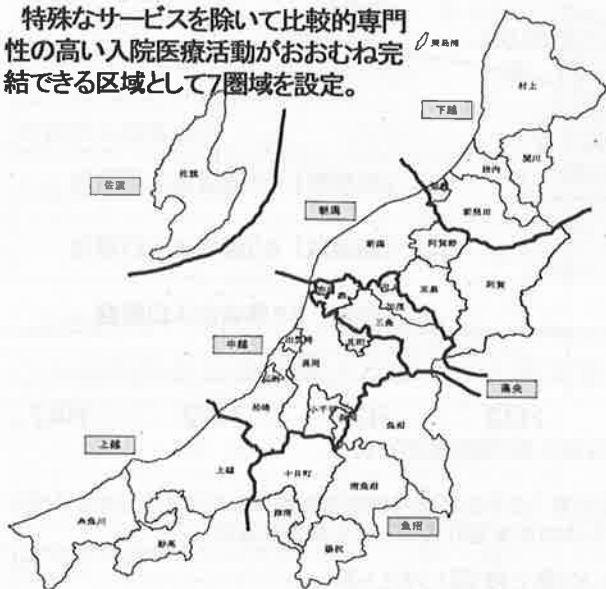 特殊なサービスを除いて比較的専門
性の高い入院医療活動がおおむね完
結できる区域として7圏域を設定。
粟島浦
村上
下越
関川
胎内
佐渡
佐渡
新発田
新潟
新潟
阿賀野
五泉
阿賀
燕
加茂
三条
見附
出雲崎
中越
長岡
県央
刈羽
柏崎
小千谷
魚沼
上越
上越
十日町
南魚沼
糸魚川
妙高
津南
魚沼
湯沢